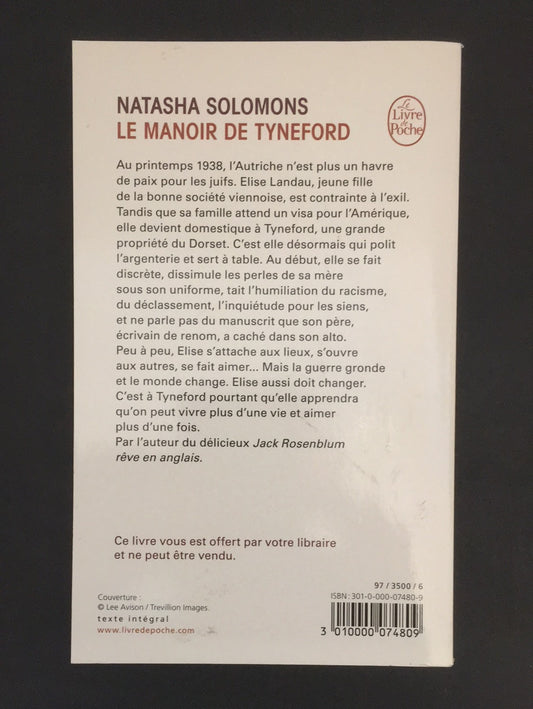 NATASHA SOLOMONS
LE MANOIR DE TYNEFORD
Le
Livre
de
Poche
Au printemps 1938, l'Autriche n'est plus un havre
de paix pour les juifs. Elise Landau, jeune fille
de la bonne société viennoise, est contrainte à l'exil.
Tandis que sa famille attend un visa pour l'Amérique,
elle devient domestique à Tyneford, une grande
propriété du Dorset. C'est elle désormais qui polit
l'argenterie et sert à table. Au début, elle se fait
discrète, dissimule les perles de sa mère
sous son uniforme, tait l'humiliation du racisme,
du déclassement, l'inquiétude pour les siens,
et ne parle pas du manuscrit que son père,
écrivain de renom, a caché dans son alto.
Peu à peu, Elise s'attache aux lieux, s'ouvre
aux autres, se fait aimer... Mais la guerre gronde
et le monde change. Elise aussi doit changer.
C'est à Tyneford pourtant qu'elle apprendra
qu'on peut vivre plus d'une vie et aimer
plus d'une fois.
Par l'auteur du délicieux Jack Rosenblum
rêve en anglais.
Ce livre vous est offert par votre libraire
et ne peut être vendu.
97 / 3500 / 6
ISBN : 301-0-000-07480-9
Couverture :
© Lee Avison / Trevillion Images.
texte intégral
www.livredepoche.com
3 010000 074809